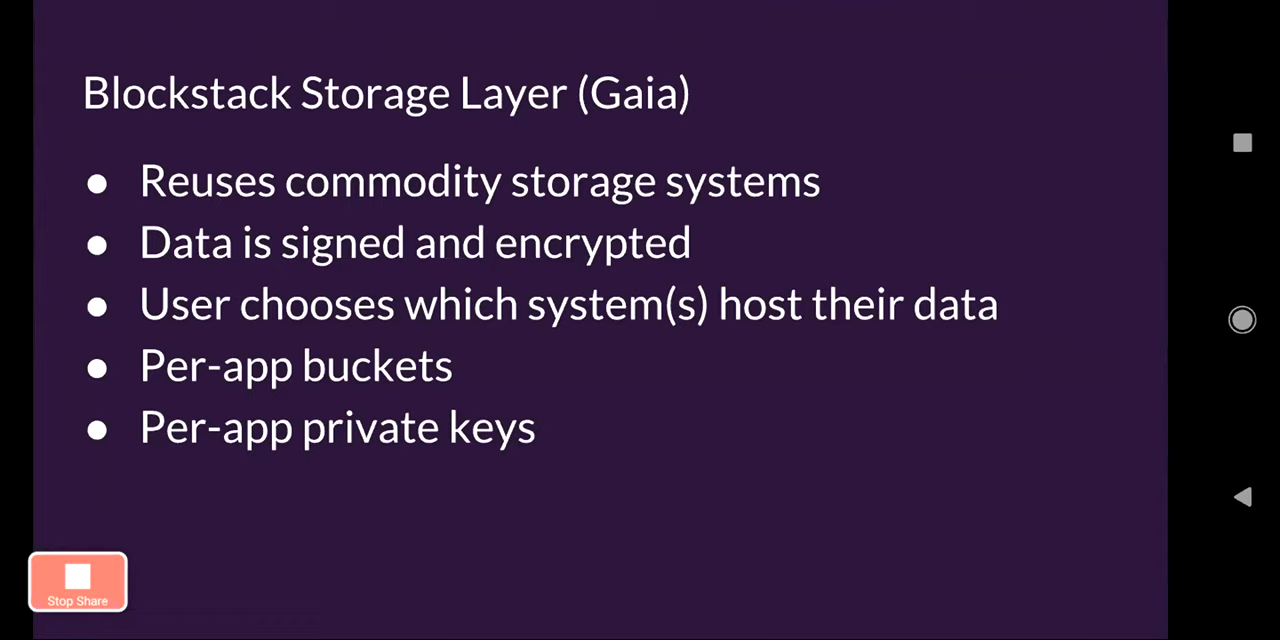 Blockstack Storage Layer (Gaia)
● Reuses commodity storage systems
● Data is signed and encrypted
● User chooses which system(s) host their data
● Per-app buckets
● Per-app private keys
Stop Share